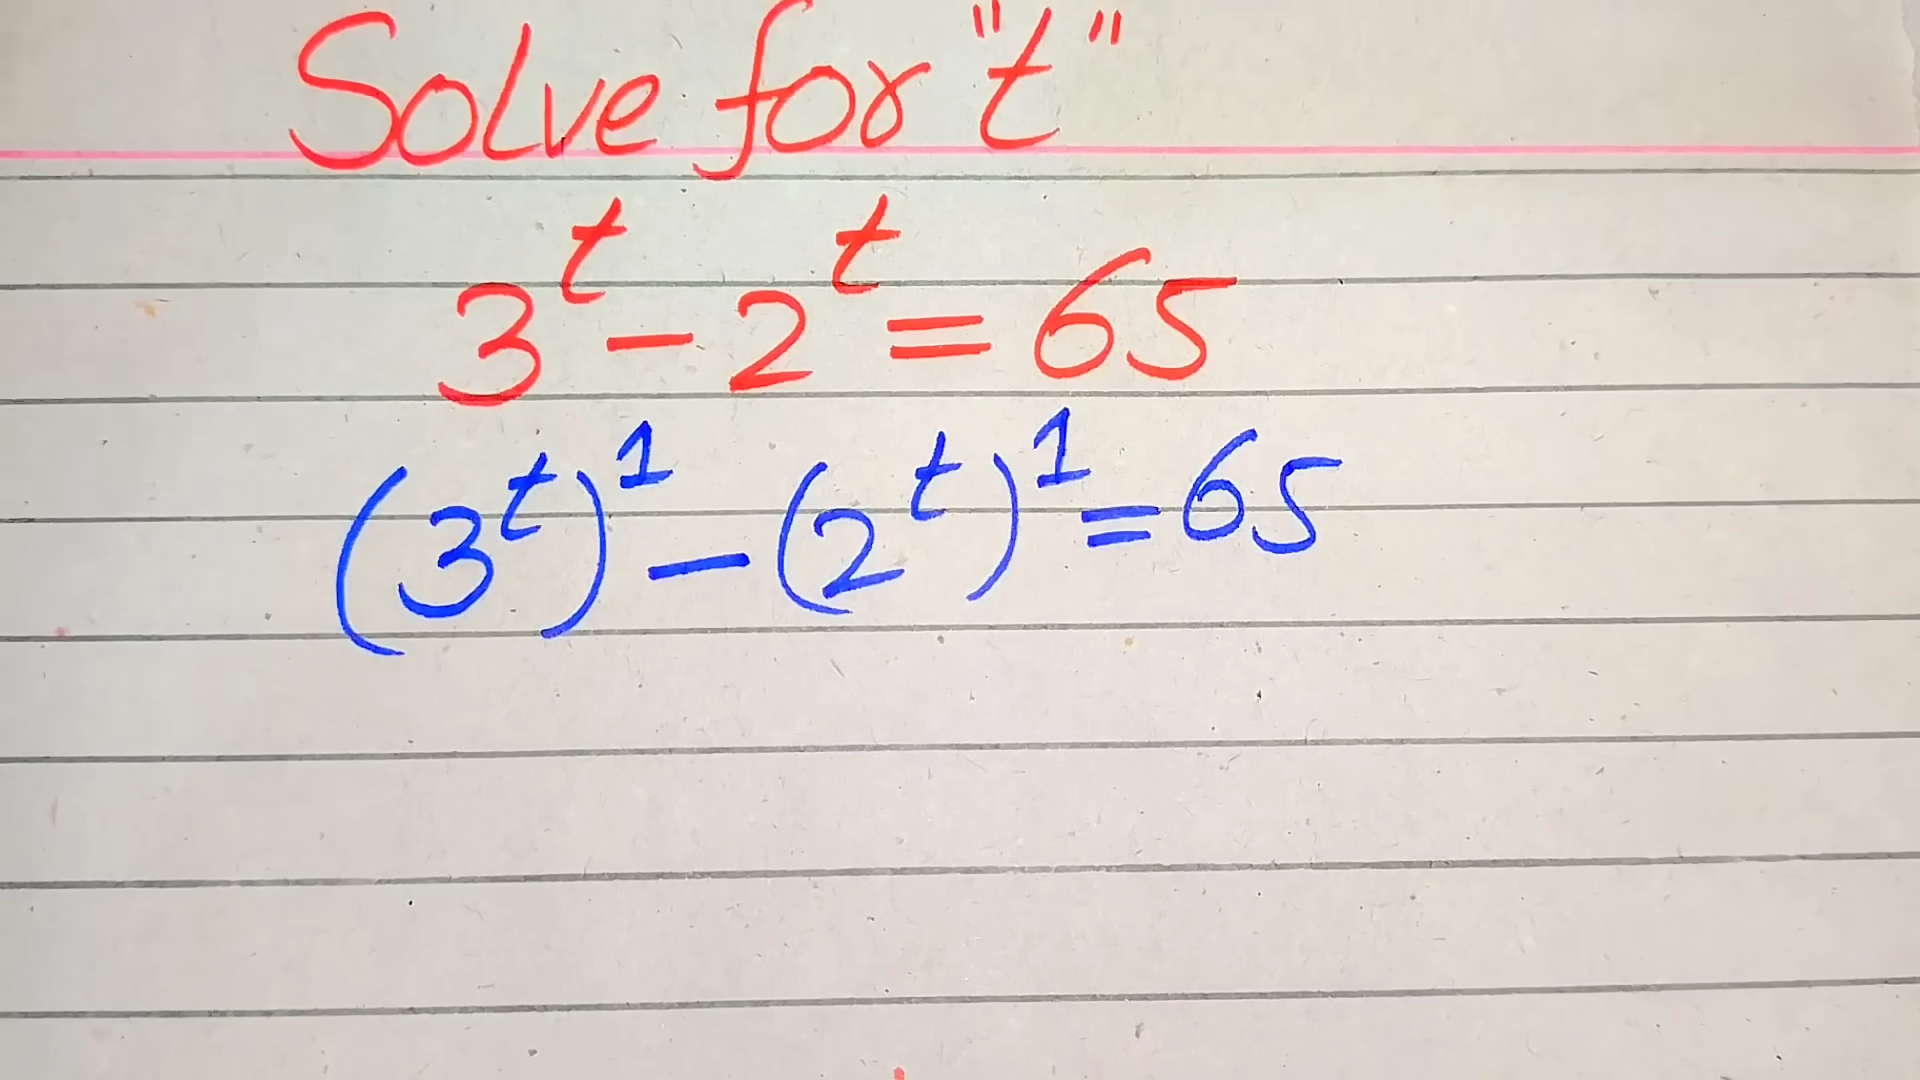 Solve for "t"
3^t - 2^t = 65
(3^t)^1 - (2^t)^1 = 65